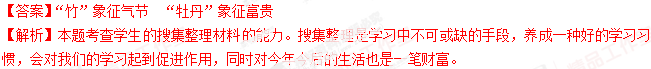 【答案】“竹”象征气节 “牡丹”象征富贵
【解析】本题考查学生的搜集整理材料的能力。搜集整理是学习中不可或缺的手段，养成一种好的学习习
惯，会对我们的学习起到促进作用，同时对今年今后的生活也是一笔财富。